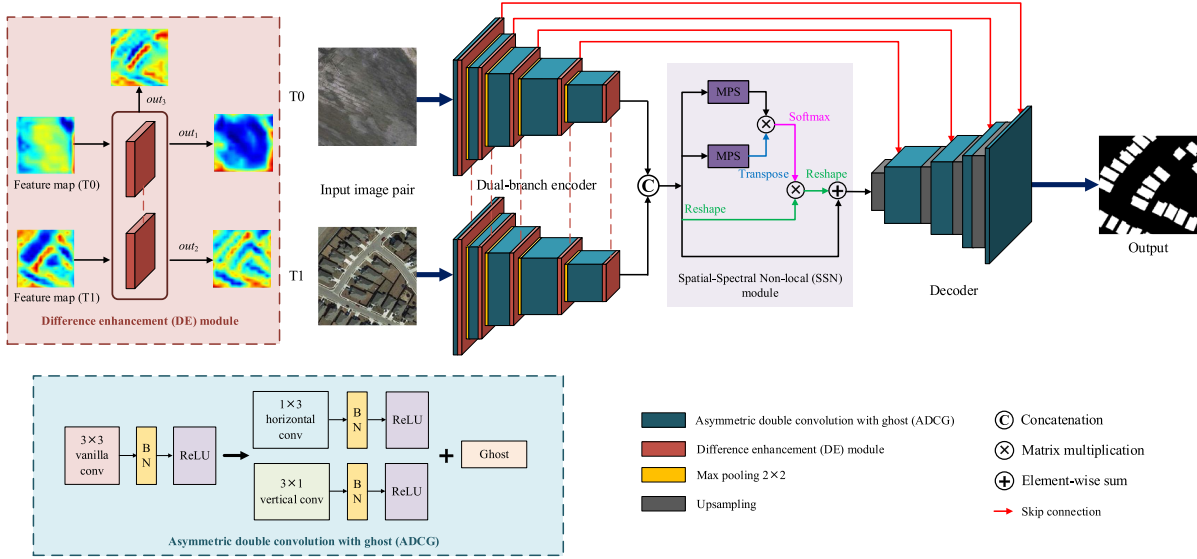 out3
out1
Feature map (T0)
out2
Feature map (T1)
Difference enhancement (DE) module
T0
Input image pair
T1
Dual-branch encoder
C
MPS
Softmax
MPS
Transpose
Reshape
Reshape
Spatial-Spectral Non-local (SSN)
module
Decoder
Output
3×3
vanilla
conv
B
N
ReLU
1×3
horizontal
conv
B
N
ReLU
3×1
vertical conv
B
N
ReLU
Ghost
Asymmetric double convolution with ghost (ADCG)
Asymmetric double convolution with ghost (ADCG)
Difference enhancement (DE) module
Max pooling 2×2
Upsampling
C Concatenation
Matrix multiplication
Element-wise sum
Skip connection